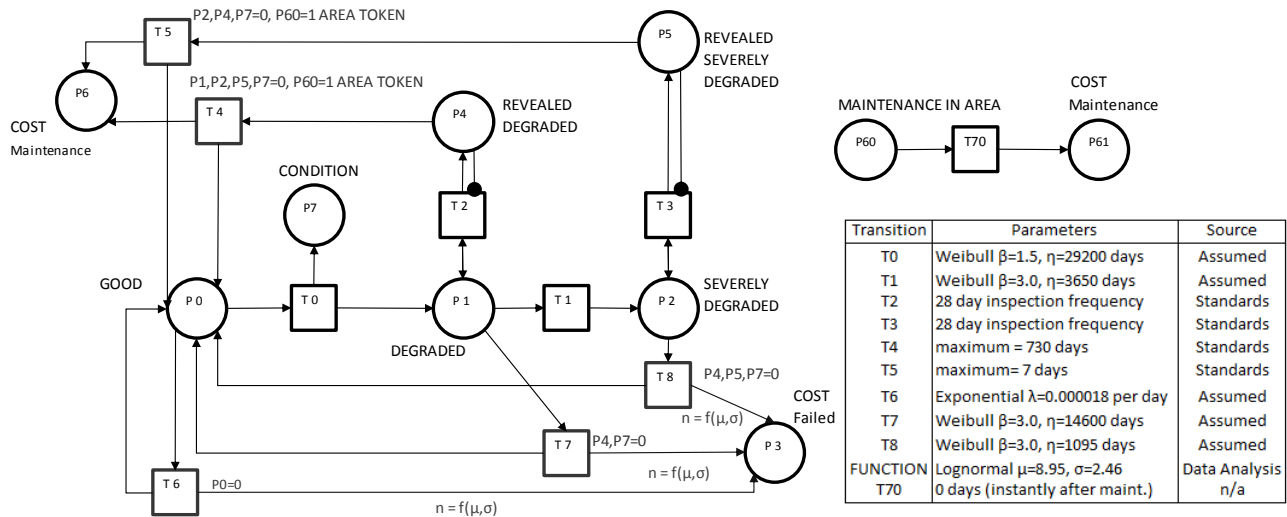 P2,P4,P7=0, P60=1 AREA TOKEN
T 5
P5
REVEALED
SEVERELY
DEGRADED
P6
P1,P2,P5,P7=0, P60=1 AREA TOKEN
COST
Maintenance
T 4
P4
REVEALED
DEGRADED
MAINTENANCE IN AREA
COST
Maintenance
P60
T70
P61
CONDITION
P7
T 2
T 3
GOOD
P 0
T 0
P 1
T 1
P 2
SEVERELY
DEGRADED
DEGRADED
T 8
P4,P5,P7=0
n = f(μ,σ)
COST
Failed
T 7
P4,P7=0
n = f(μ,σ)
P 3
T 6
P0=0
n = f(μ,σ)
Transition Parameters Source
T0 Weibull β=1.5, η=29200 days Assumed
T1 Weibull β=3.0, η=3650 days Assumed
T2 28 day inspection frequency Standards
T3 28 day inspection frequency Standards
T4 maximum = 730 days Standards
T5 maximum= 7 days Standards
T6 Exponential λ=0.000018 per day Assumed
T7 Weibull β=3.0, η=14600 days Assumed
T8 Weibull β=3.0, η=1095 days Assumed
FUNCTION Lognormal μ=8.95, σ=2.46 Data Analysis
T70 0 days (instantly after maint.) n/a